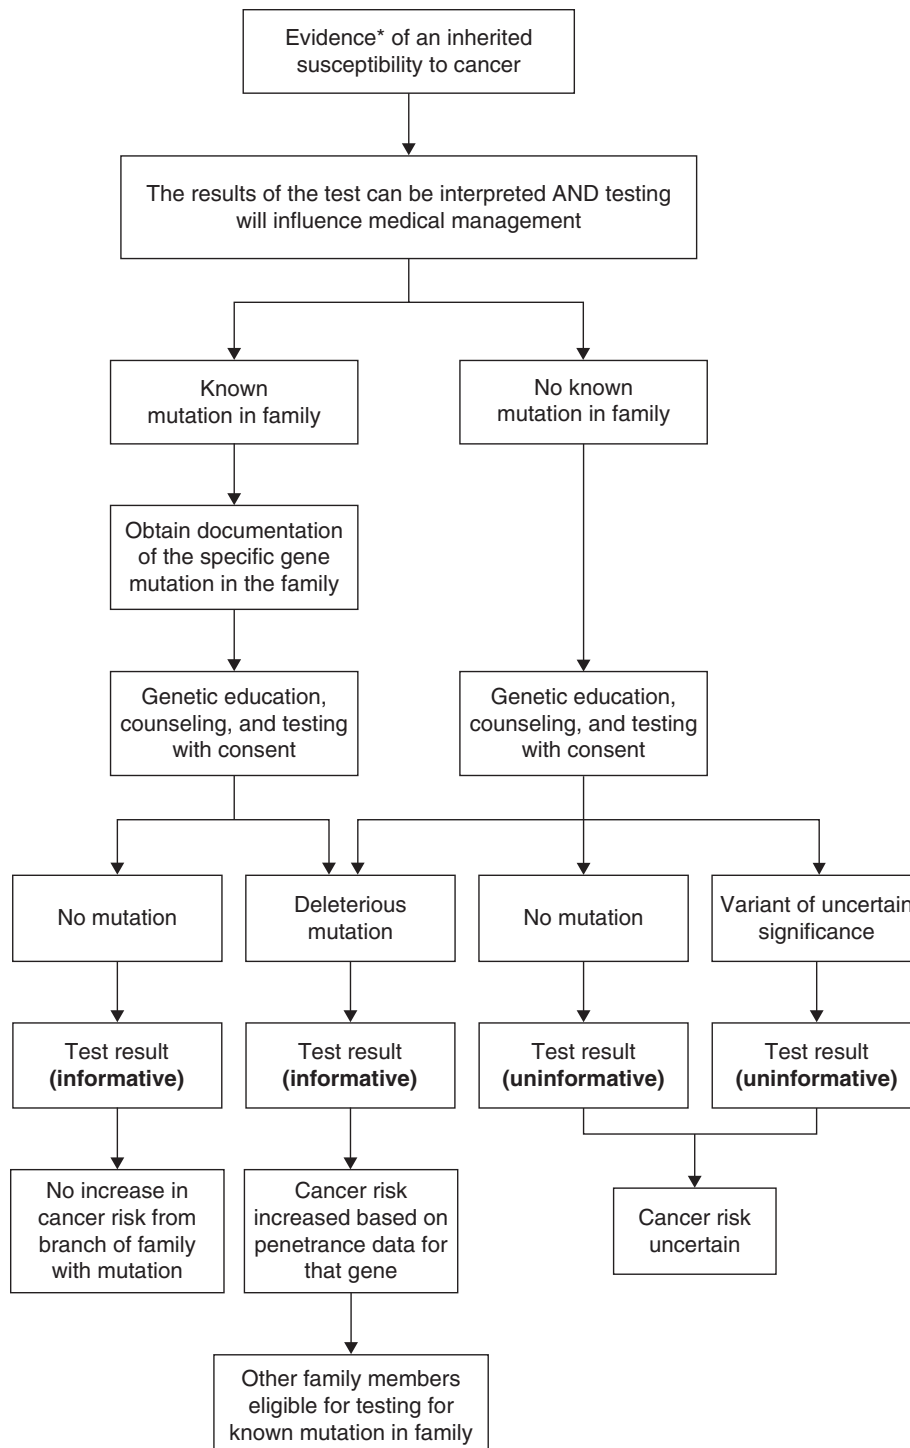 Evidence* of an inherited
susceptibility to cancer
The results of the test can be interpreted AND testing
will influence medical management
Known
mutation in family
No known
mutation in family
Obtain documentation
of the specific gene
mutation in the family
Genetic education,
counseling, and testing
with consent
Genetic education,
counseling, and testing
with consent
No mutation
Deleterious
mutation
No mutation
Variant of uncertain
significance
Test result
(informative)
Test result
(informative)
Test result
(uninformative)
Test result
(uninformative)
No increase in
cancer risk from
branch of family
with mutation
Cancer risk
increased based on
penetrance data for
that gene
Cancer risk
uncertain
Other family members
eligible for testing for
known mutation in family